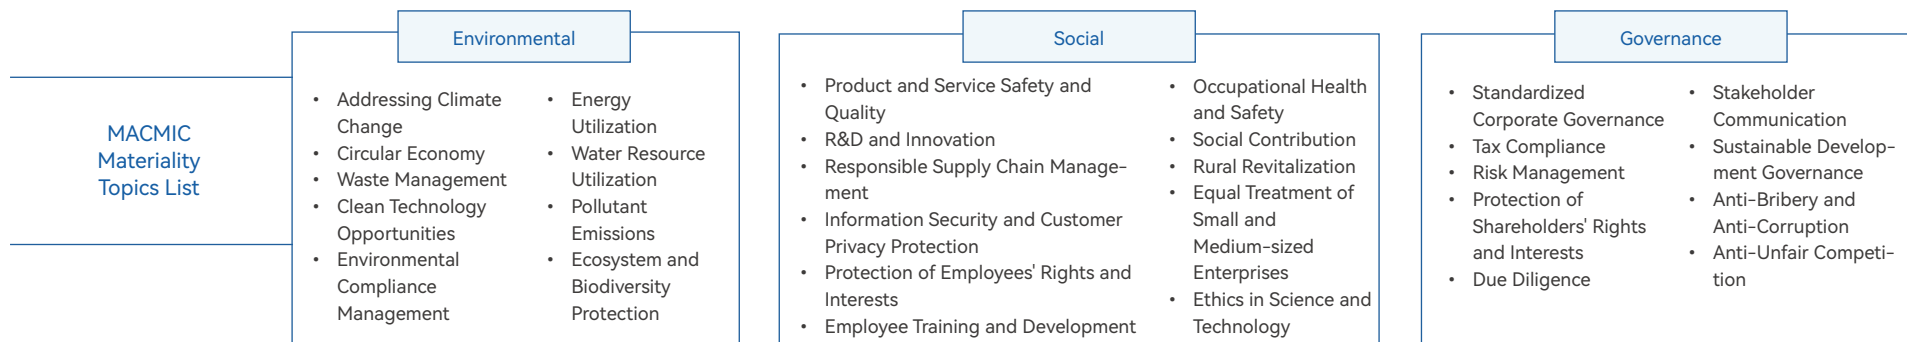 MACMIC
Materiality
Topics List
Environmental
• Addressing Climate
Change
• Circular Economy
• Waste Management
• Clean Technology
Opportunities
• Environmental
Compliance
Management
• Energy
Utilization
• Water Resource
Utilization
• Pollutant
Emissions
• Ecosystem and
Biodiversity
Protection
Social
• Product and Service Safety and
Quality
• R&D and Innovation
• Responsible Supply Chain Manage-
ment
• Information Security and Customer
Privacy Protection
• Protection of Employees' Rights and
Interests
• Employee Training and Development
• Occupational Health
and Safety
• Social Contribution
• Rural Revitalization
• Equal Treatment of
Small and
Medium-sized
Enterprises
• Ethics in Science and
Technology
Governance
• Standardized
Corporate Governance
• Tax Compliance
• Risk Management
• Protection of
Shareholders' Rights
and Interests
• Due Diligence
• Stakeholder
Communication
• Sustainable Develop-
ment Governance
• Anti-Bribery and
Anti-Corruption
• Anti-Unfair Competi-
tion